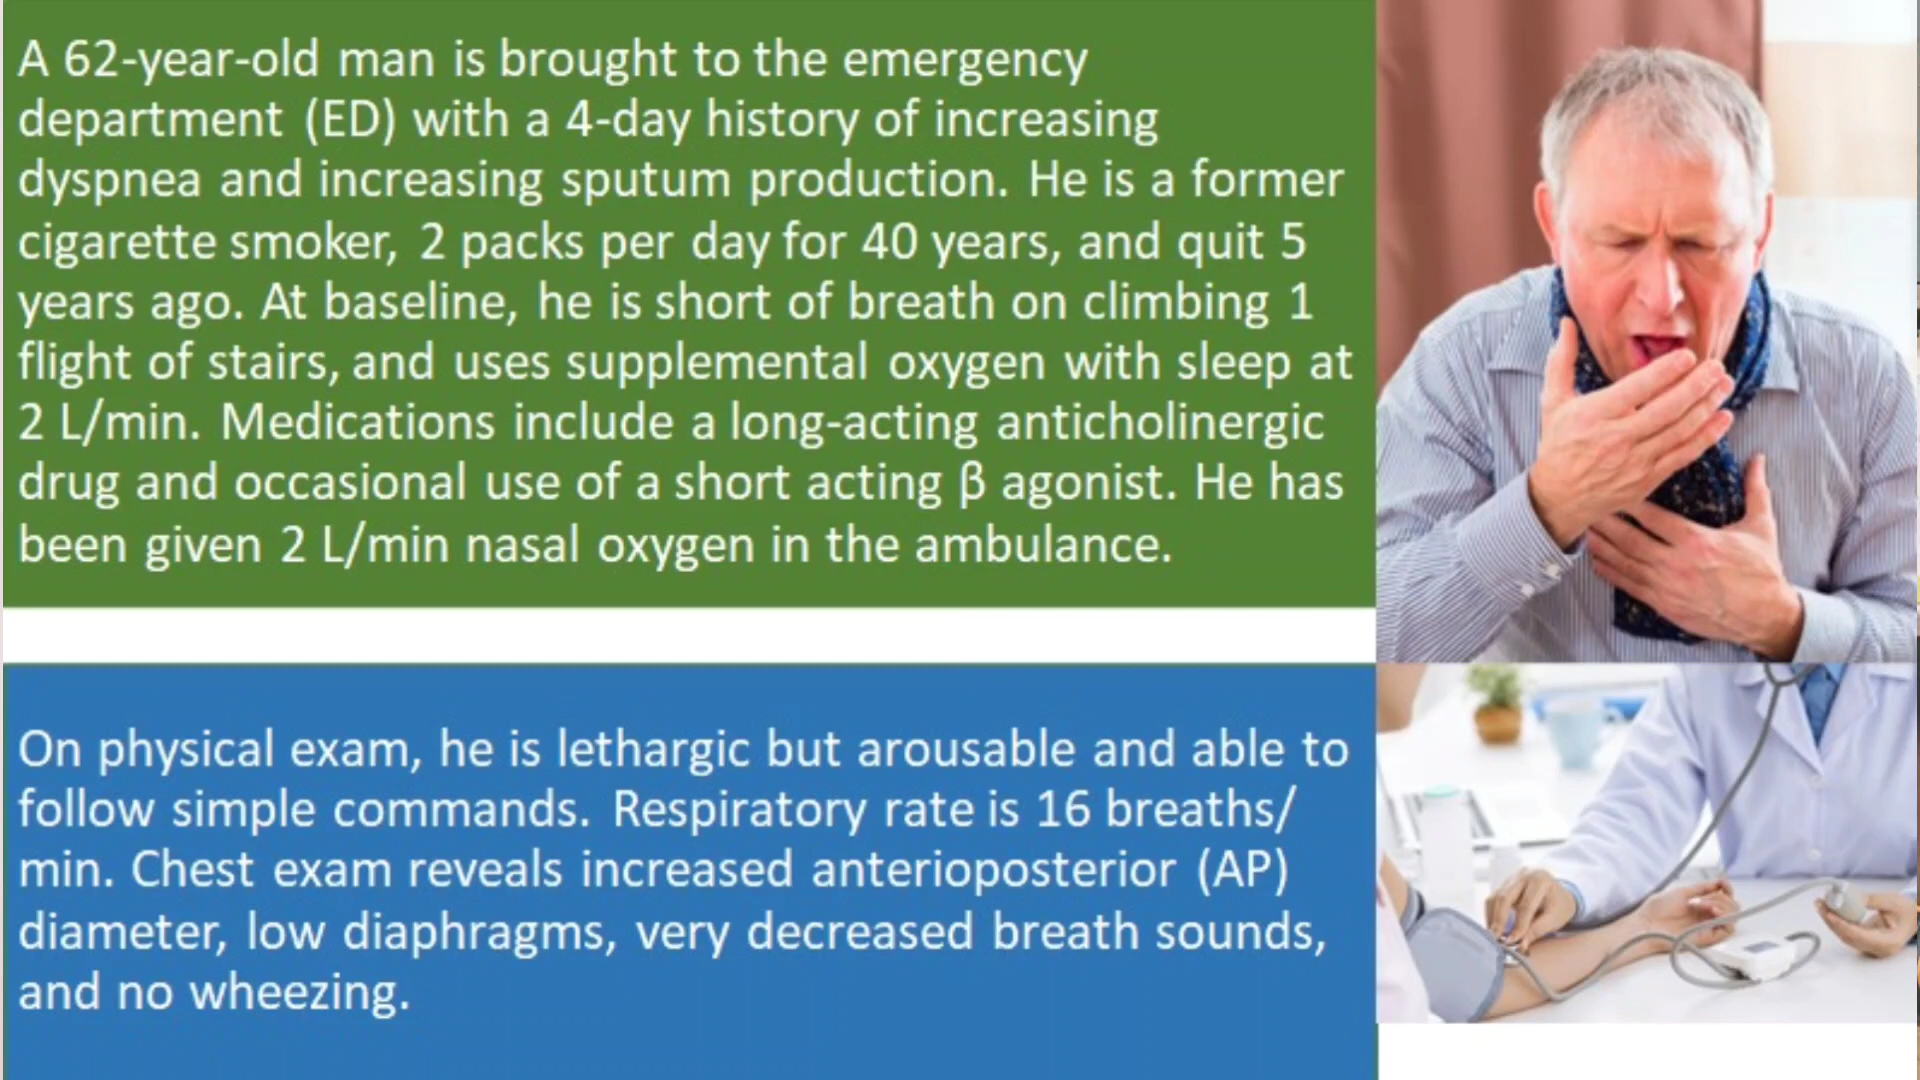 A 62-year-old man is brought to the emergency
department (ED) with a 4-day history of increasing
dyspnea and increasing sputum production. He is a former
cigarette smoker, 2 packs per day for 40 years, and quit 5
years ago. At baseline, he is short of breath on climbing 1
flight of stairs, and uses supplemental oxygen with sleep at
2 L/min. Medications include a long-acting anticholinergic
drug and occasional use of a short acting β agonist. He has
been given 2 L/min nasal oxygen in the ambulance.
On physical exam, he is lethargic but arousable and able to
follow simple commands. Respiratory rate is 16 breaths/
min. Chest exam reveals increased anterioposterior (AP)
diameter, low diaphragms, very decreased breath sounds,
and no wheezing.